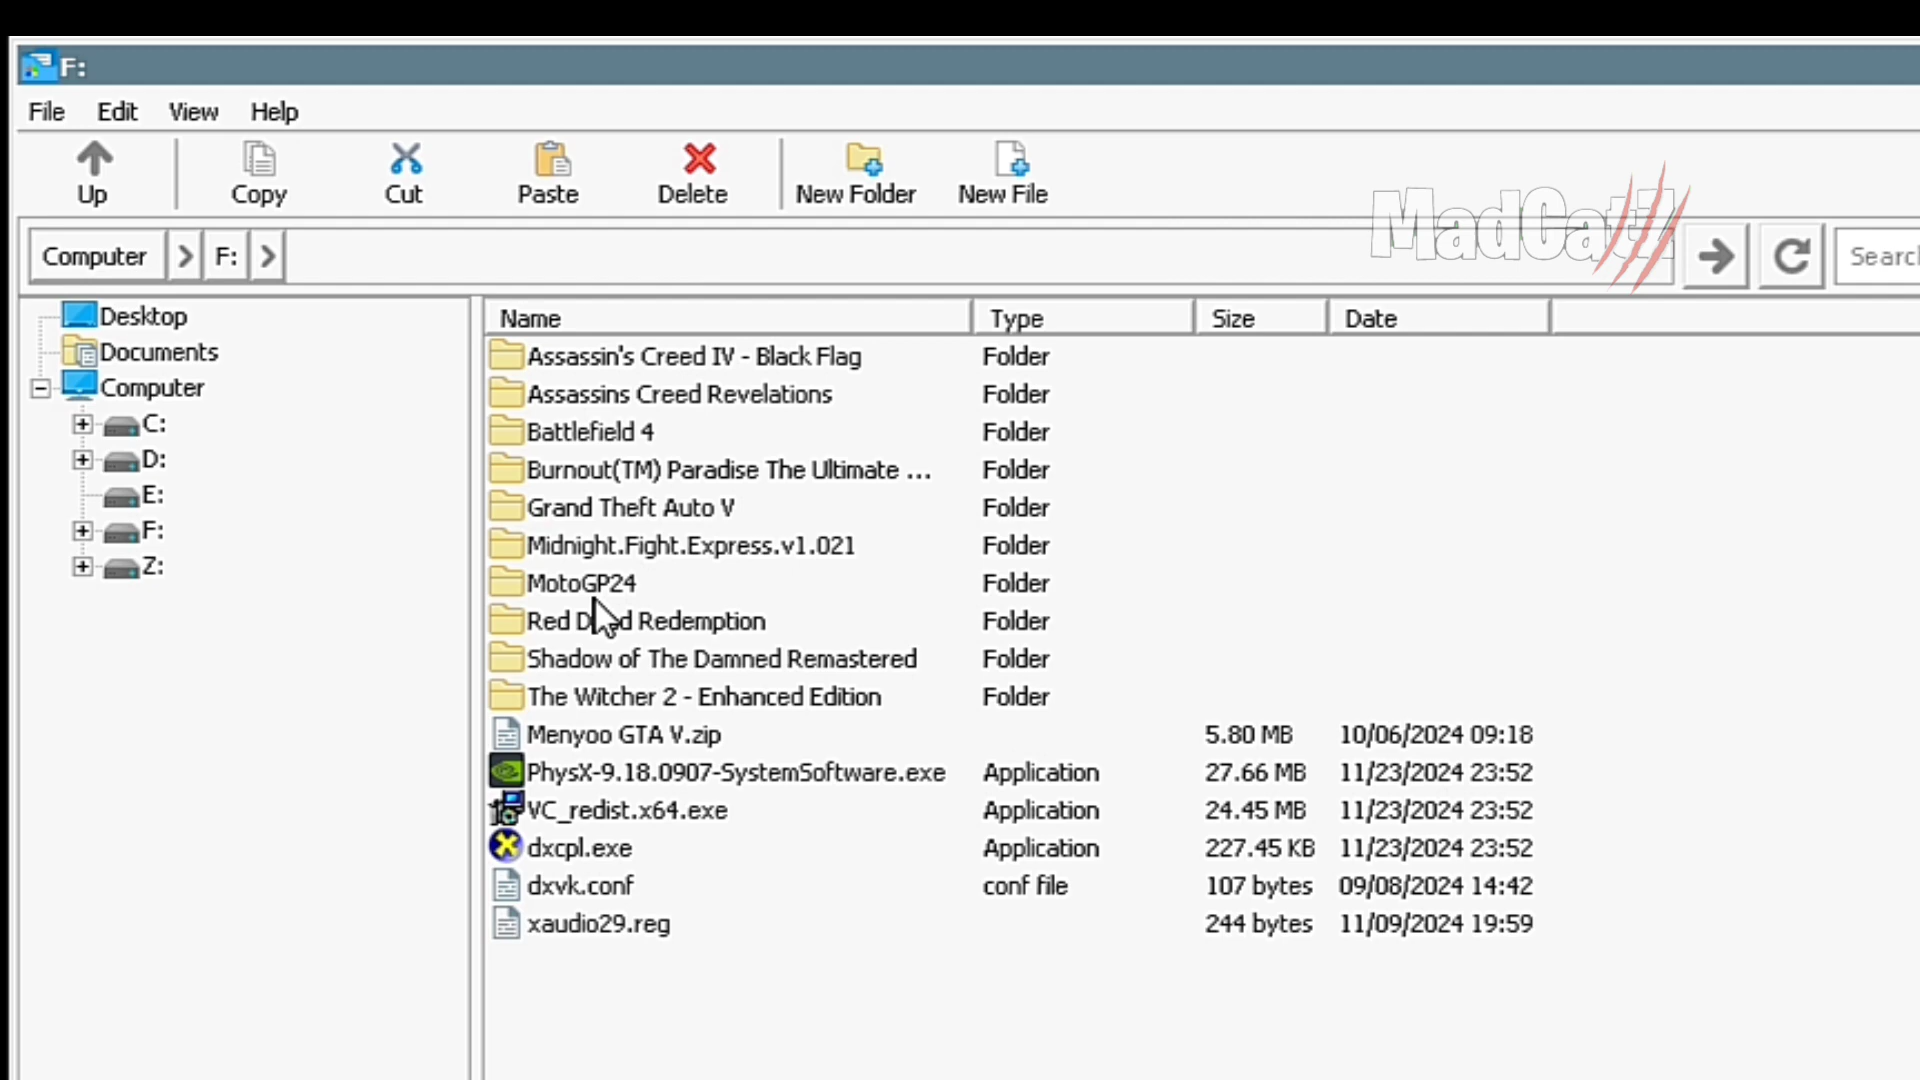 F:
File Edit View Help
Up Copy Cut Paste Delete New Folder New File
MadCatz
Computer F: Search
Desktop
Documents
Computer
C:
D:
E:
F:
Z:
Name Type Size Date
Assassin's Creed IV - Black Flag Folder
Assassins Creed Revelations Folder
Battlefield 4 Folder
Burnout(TM) Paradise The Ultimate ... Folder
Grand Theft Auto V Folder
Midnight.Fight.Express.v1.021 Folder
MotoGP24 Folder
Red Dead Redemption Folder
Shadow of The Damned Remastered Folder
The Witcher 2 - Enhanced Edition Folder
Menyoo GTA V.zip 5.80 MB 10/06/2024 09:18
PhysX-9.18.0907-SystemSoftware.exe Application 27.66 MB 11/23/2024 23:52
VC_redist.x64.exe Application 24.45 MB 11/23/2024 23:52
dxcpl.exe Application 227.45 KB 11/23/2024 23:52
dxvk.conf conf file 107 bytes 09/08/2024 14:42
xaudio29.reg 244 bytes 11/09/2024 19:59